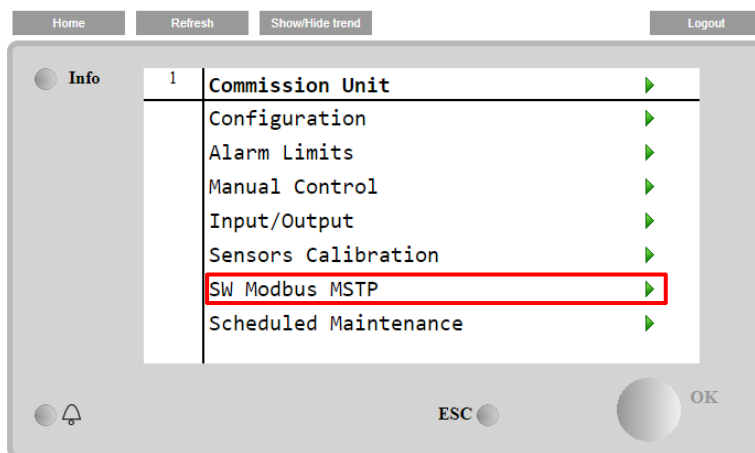 Home Refresh Show/Hide trend Logout
Info
1 Commission Unit
Configuration
Alarm Limits
Manual Control
Input/Output
Sensors Calibration
SW Modbus MSTP
Scheduled Maintenance
OK
ESC